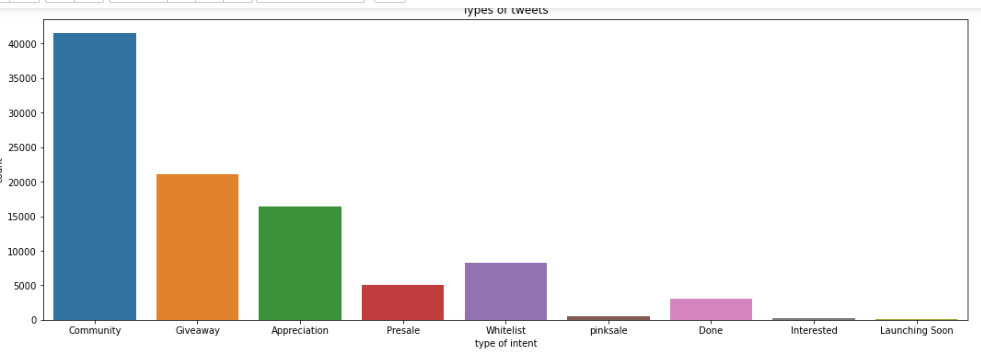 Types of tweets
40000
35000
30000
25000
20000
15000
10000
5000
0
count
Community Giveaway Appreciation Presale Whitelist pinksale Done Interested Launching Soon
type of intent